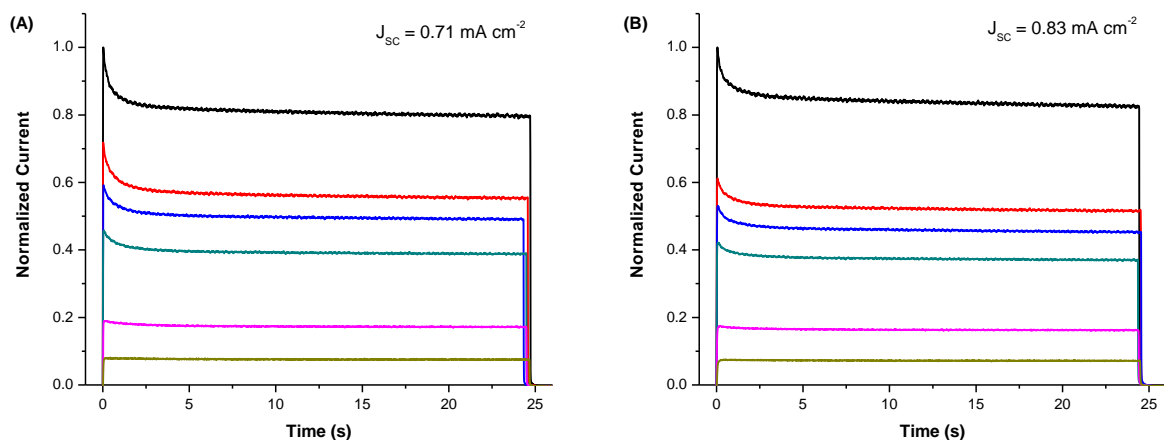 (A)
J_SC = 0.71 mA cm⁻²
Normalized Current
1.0
0.8
0.6
0.4
0.2
0.0
0 5 10 15 20 25
Time (s)
(B)
J_SC = 0.83 mA cm⁻²
Normalized Current
1.0
0.8
0.6
0.4
0.2
0.0
0 5 10 15 20 25
Time (s)